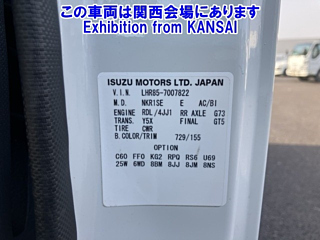 この車両は関西会場にあります
Exhibition from KANSAI
ISUZU MOTORS LTD. JAPAN
V.I.N. LHR85-7007822
M.D. NKR1SE E AC/BI
ENGINE RDL/4JJ1 RR AXLE G73
TRANS. Y5X FINAL GT5
TIRE CWR
B.COLOR/TRIM 729/155
OPTION
C60 FF0 KG2 RPQ RS6 U69
25W 6WD 8BM 8JJ 8JM 8NS